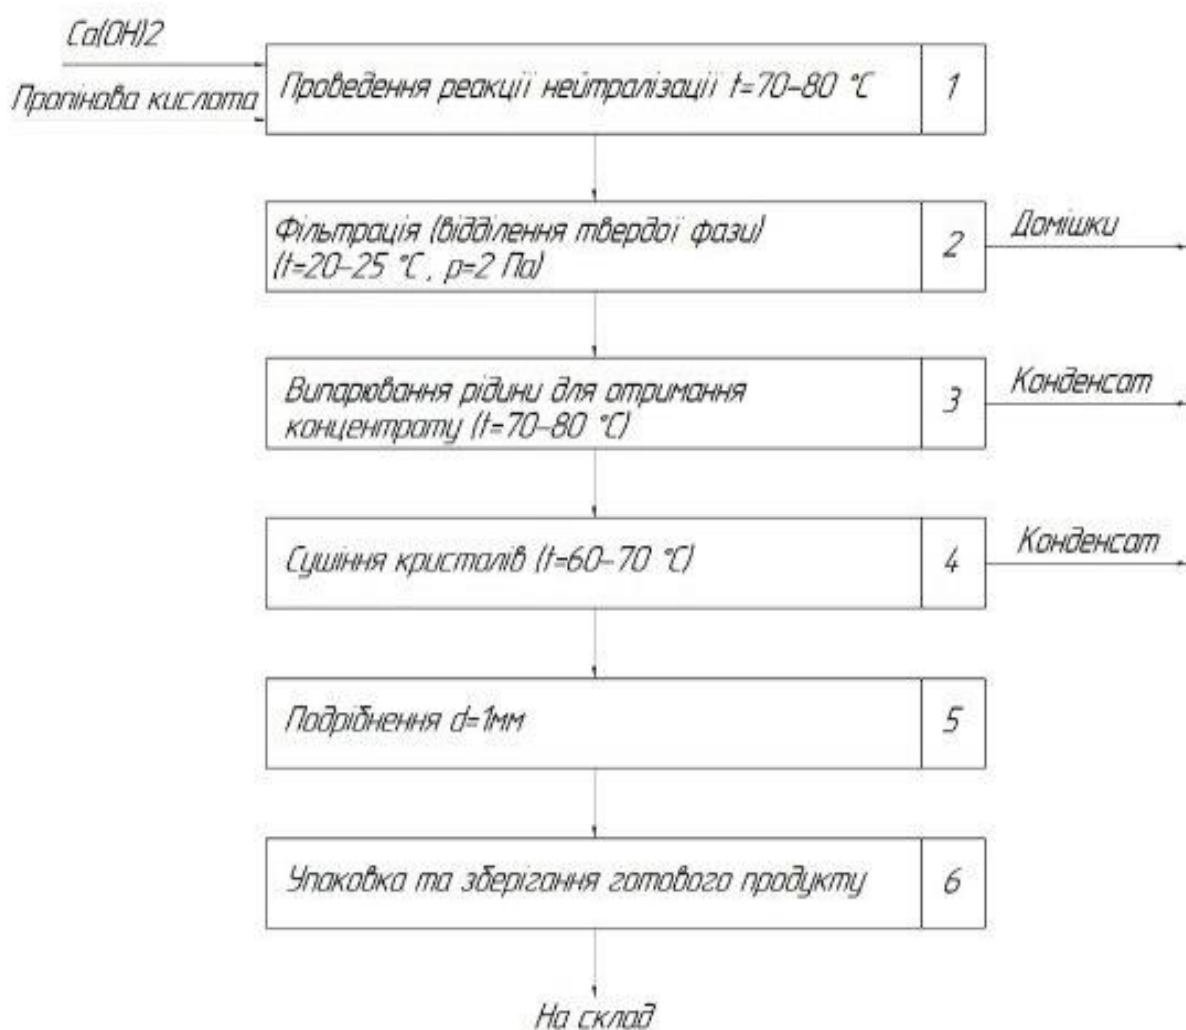 Ca(OH)2
Пропінова кислота
Проведення реакції нейтралізації t=70-80 °C
1
Фільтрація (відділення твердої фази)
(t=20-25 °C , p=2 Па)
2
Домішки
Випарювання рідини для отримання
концентрату (t=70-80 °C)
3
Конденсат
Сушіння кристалів (t=60-70 °C)
4
Конденсат
Подрібнення d=1мм
5
Упаковка та зберігання готового продукту
6
На склад